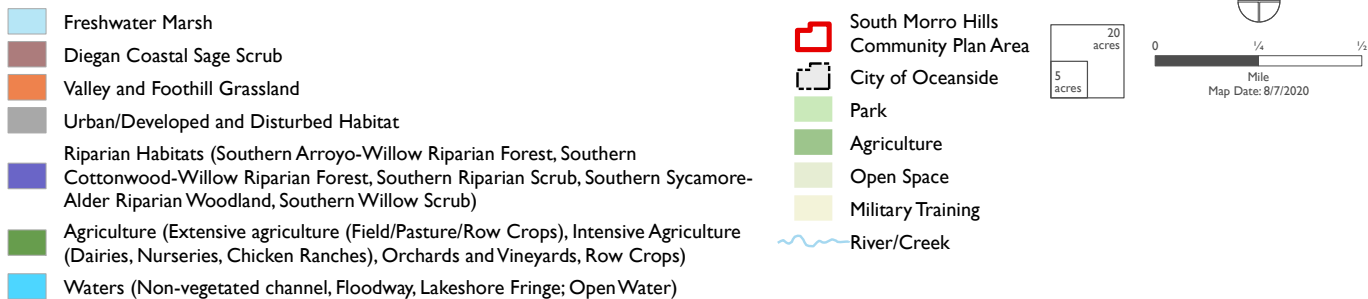 Freshwater Marsh
Diegan Coastal Sage Scrub
Valley and Foothill Grassland
Urban/Developed and Disturbed Habitat
Riparian Habitats (Southern Arroyo-Willow Riparian Forest, Southern
Cottonwood-Willow Riparian Forest, Southern Riparian Scrub, Southern Sycamore-
Alder Riparian Woodland, Southern Willow Scrub)
Agriculture (Extensive agriculture (Field/Pasture/Row Crops), Intensive Agriculture
(Dairies, Nurseries, Chicken Ranches), Orchards and Vineyards, Row Crops)
Waters (Non-vegetated channel, Floodway, Lakeshore Fringe; Open Water)
South Morro Hills
Community Plan Area
City of Oceanside
Park
Agriculture
Open Space
Military Training
River/Creek
20
acres
5
acres
0 ¼ ½
Mile
Map Date: 8/7/2020